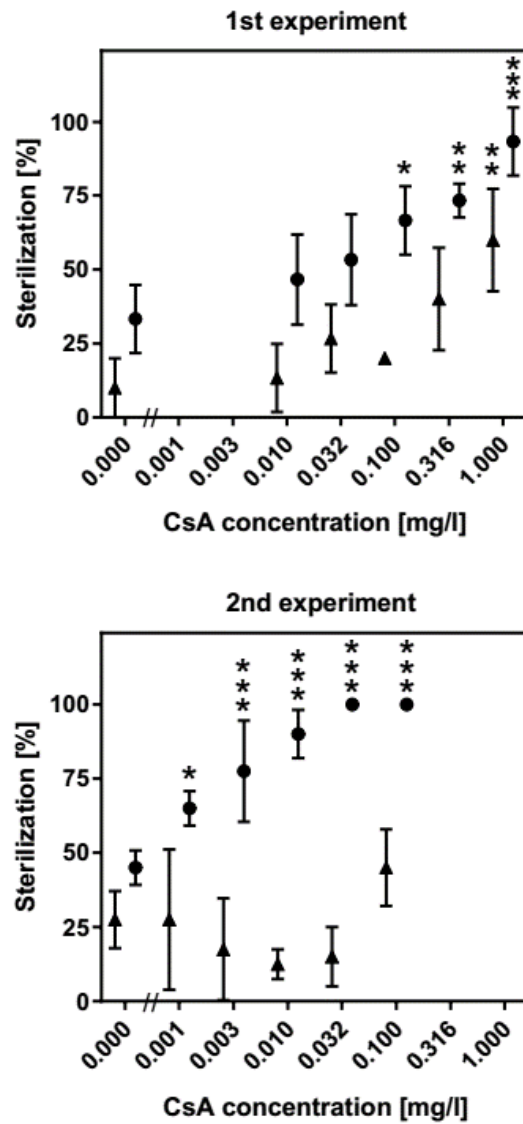 1st experiment
Sterilization [%]
100
75
50
25
0
* ** ** ***
0.000 // 0.001 0.003 0.010 0.032 0.100 0.316 1.000
CsA concentration [mg/l]
2nd experiment
Sterilization [%]
100
75
50
25
0
* *** *** *** ***
0.000 // 0.001 0.003 0.010 0.032 0.100 0.316 1.000
CsA concentration [mg/l]